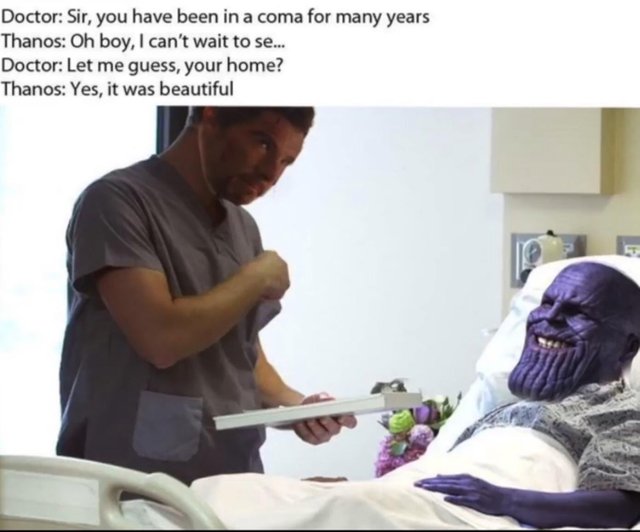 Doctor: Sir, you have been in a coma for many years
Thanos: Oh boy, I can't wait to se...
Doctor: Let me guess, your home?
Thanos: Yes, it was beautiful